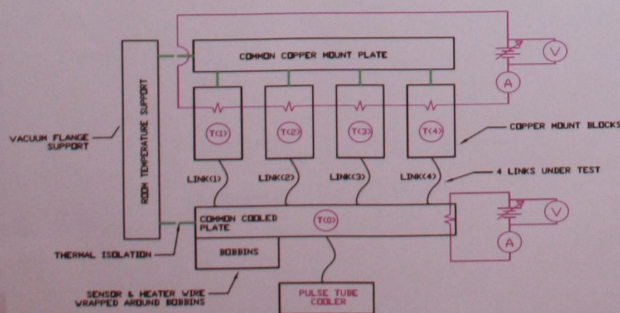 COMMON COPPER MOUNT PLATE
V
A
ROOM TEMPERATURE SUPPORT
VACUUM FLANGE
SUPPORT
T(1)
T(2)
T(3)
T(4)
COPPER MOUNT BLOCKS
LINK(1)
LINK(2)
LINK(3)
LINK(4)
4 LINKS UNDER TEST
COMMON COOLED
PLATE
T(0)
V
A
THERMAL ISOLATION
BOBBINS
SENSOR & HEATER WIRE
WRAPPED AROUND BOBBINS
PULSE TUBE
COOLER